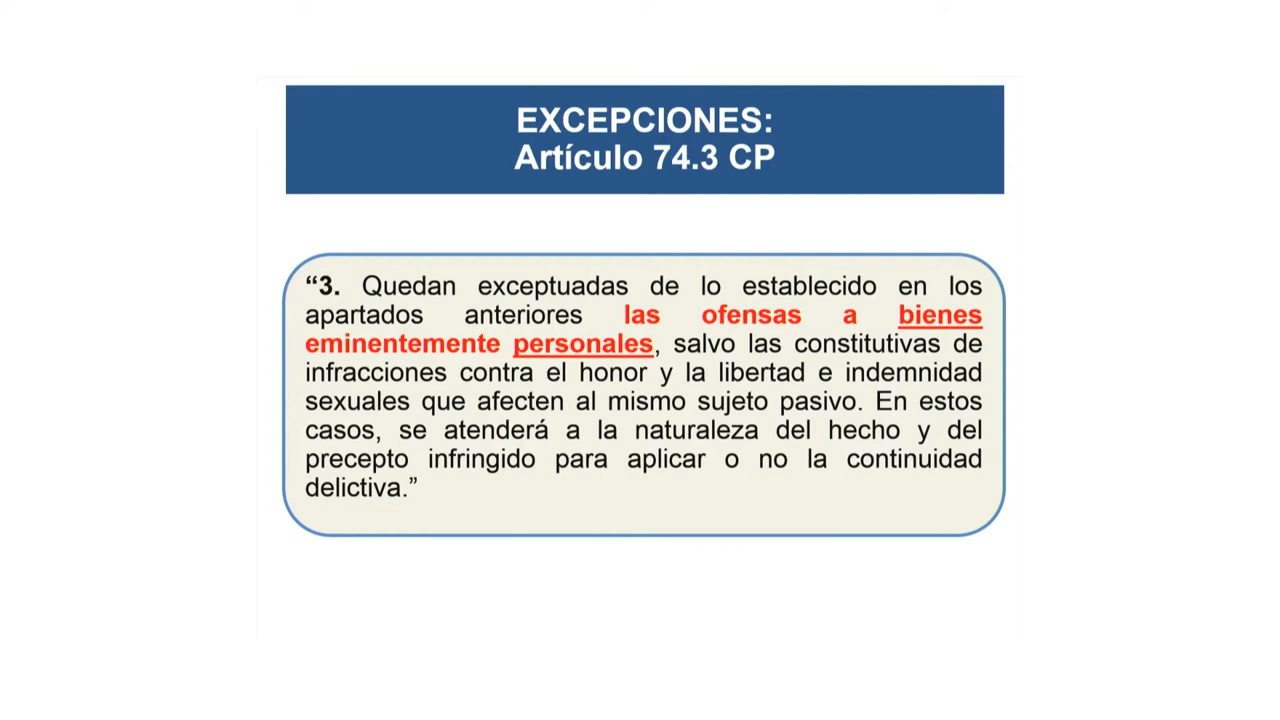 EXCEPCIONES:
Artículo 74.3 CP
“3. Quedan exceptuadas de lo establecido en los
apartados anteriores las ofensas a bienes
eminentemente personales, salvo las constitutivas de
infracciones contra el honor y la libertad e indemnidad
sexuales que afecten al mismo sujeto pasivo. En estos
casos, se atenderá a la naturaleza del hecho y del
precepto infringido para aplicar o no la continuidad
delictiva.”